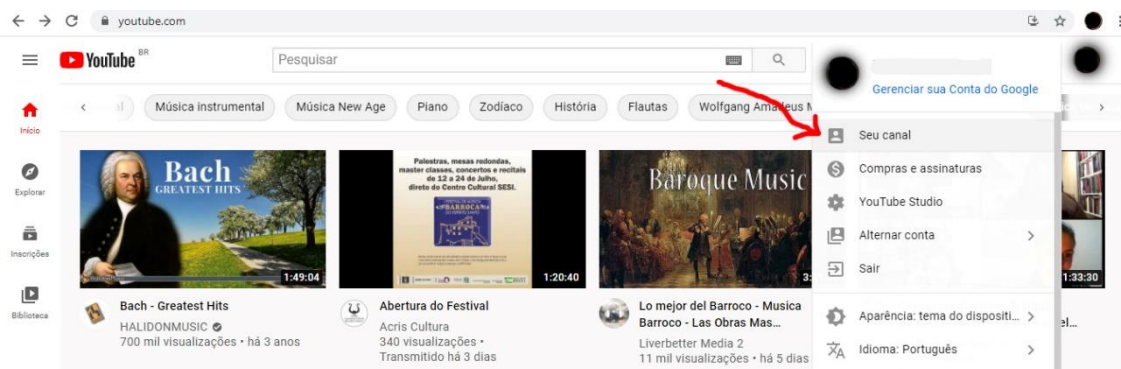 youtube.com
YouTube BR
Pesquisar
Gerenciar sua Conta do Google
Música instrumental
Música New Age
Piano
Zodíaco
História
Flautas
Wolfgang Amadeus M
Início
Explorar
Inscrições
Biblioteca
Bach
GREATEST HITS
1:49:04
Palestras, mesas redondas,
master classes, concertos e recitais
de 12 a 24 de Julho,
direto do Centro Cultural SESI.
BARROCA
1:20:40
Baroque Music
3:
1:33:30
Seu canal
Compras e assinaturas
YouTube Studio
Alternar conta
Sair
Aparência: tema do dispositi...
Idioma: Português
Bach - Greatest Hits
HALIDONMUSIC
700 mil visualizações • há 3 anos
Abertura do Festival
Acris Cultura
340 visualizações •
Transmitido há 3 dias
Lo mejor del Barroco - Musica
Barroco - Las Obras Mas...
Liverbetter Media 2
11 mil visualizações • há 5 dias
el...